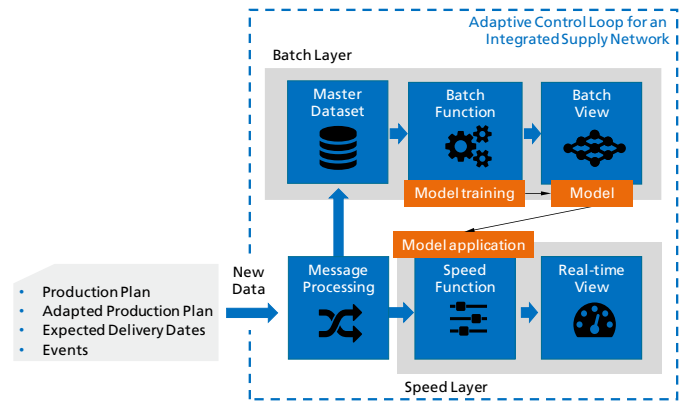 Adaptive Control Loop for an
Integrated Supply Network
Batch Layer
Master
Dataset
Batch
Function
Batch
View
Model training
Model
Model application
New
Data
Message
Processing
Speed
Function
Real-time
View
• Production Plan
• Adapted Production Plan
• Expected Delivery Dates
• Events
Speed Layer